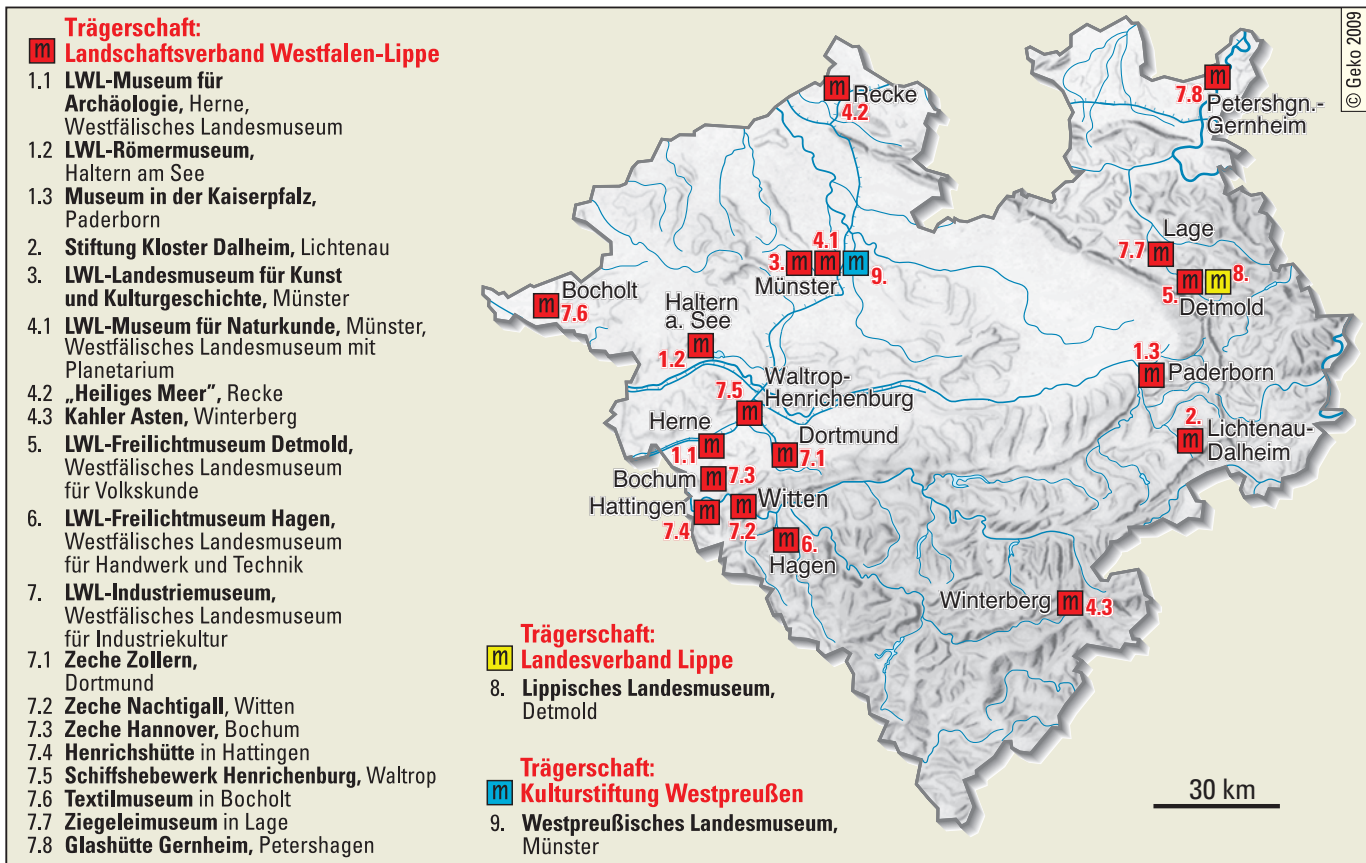 Trägerschaft:
m Landschaftsverband Westfalen-Lippe
1.1 LWL-Museum für
Archäologie, Herne,
Westfälisches Landesmuseum
1.2 LWL-Römermuseum,
Haltern am See
1.3 Museum in der Kaiserpfalz,
Paderborn
2. Stiftung Kloster Dalheim, Lichtenau
3. LWL-Landesmuseum für Kunst
und Kulturgeschichte, Münster
4.1 LWL-Museum für Naturkunde, Münster,
Westfälisches Landesmuseum mit
Planetarium
4.2 „Heiliges Meer”, Recke
4.3 Kahler Asten, Winterberg
5. LWL-Freilichtmuseum Detmold,
Westfälisches Landesmuseum
für Volkskunde
6. LWL-Freilichtmuseum Hagen,
Westfälisches Landesmuseum
für Handwerk und Technik
7. LWL-Industriemuseum,
Westfälisches Landesmuseum
für Industriekultur
7.1 Zeche Zollern,
Dortmund
7.2 Zeche Nachtigall, Witten
7.3 Zeche Hannover, Bochum
7.4 Henrichshütte in Hattingen
7.5 Schiffshebewerk Henrichenburg, Waltrop
7.6 Textilmuseum in Bocholt
7.7 Ziegeleimuseum in Lage
7.8 Glashütte Gernheim, Petershagen
Trägerschaft:
m Landesverband Lippe
8. Lippisches Landesmuseum,
Detmold
Trägerschaft:
m Kulturstiftung Westpreußen
9. Westpreußisches Landesmuseum,
Münster
© Geko 2009
m Recke
4.2
m
7.8
Petershgn.-
Gernheim
Lage
7.7 m
5. m m 8.
Detmold
4.1
3. m m m
Münster 9.
m Bocholt
7.6
Haltern
a. See
m
1.2
Waltrop-
7.5 Henrichenburg
m
Herne
m
1.1
Dortmund
m
7.1
Bochum m 7.3
Hattingen m
7.4
m Witten
7.2
m 6.
Hagen
1.3
m Paderborn
2.
m Lichtenau-
Dalheim
Winterberg m 4.3
30 km